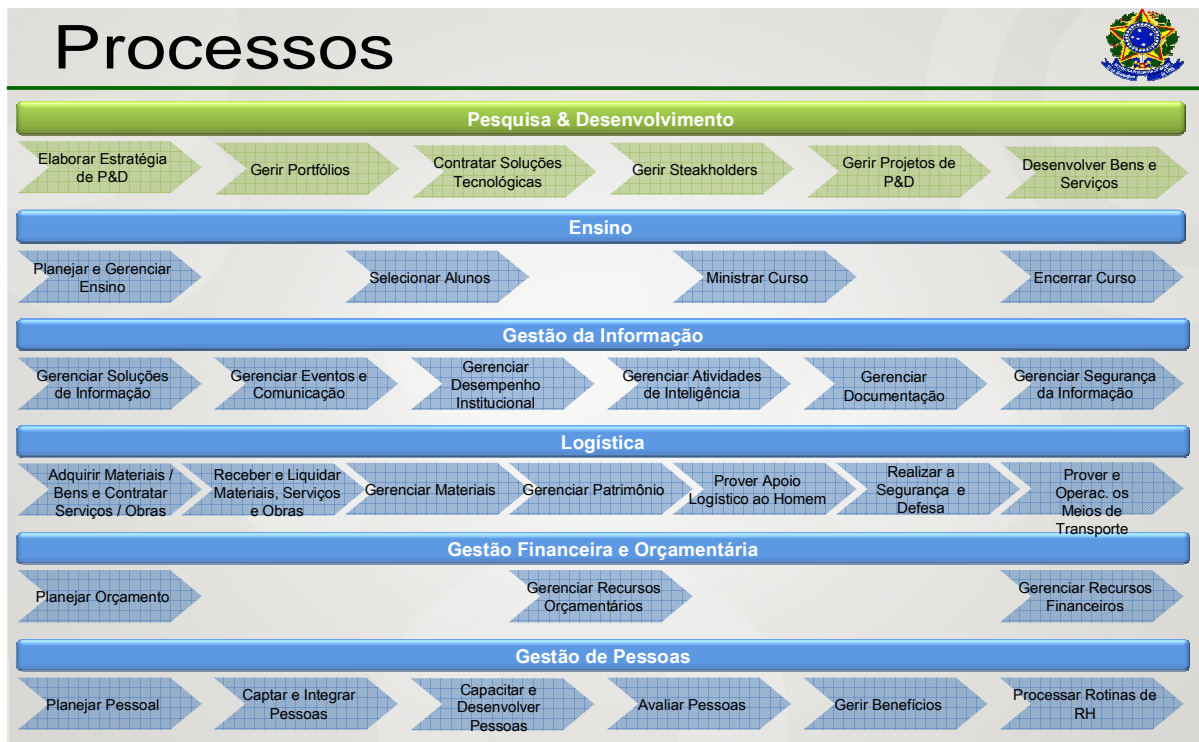 Processos
Pesquisa & Desenvolvimento
Elaborar Estratégia
de P&D
Gerir Portfólios
Contratar Soluções
Tecnológicas
Gerir Steakholders
Gerir Projetos de
P&D
Desenvolver Bens e
Serviços
Ensino
Planejar e Gerenciar
Ensino
Selecionar Alunos
Ministrar Curso
Encerrar Curso
Gestão da Informação
Gerenciar Soluções
de Informação
Gerenciar Eventos e
Comunicação
Gerenciar
Desempenho
Institucional
Gerenciar Atividades
de Inteligência
Gerenciar
Documentação
Gerenciar Segurança
da Informação
Logística
Adquirir Materiais /
Bens e Contratar
Serviços / Obras
Receber e Liquidar
Materiais, Serviços
e Obras
Gerenciar Materiais
Gerenciar Patrimônio
Prover Apoio
Logístico ao Homem
Realizar a
Segurança e
Defesa
Prover e
Operac. os
Meios de
Transporte
Gestão Financeira e Orçamentária
Planejar Orçamento
Gerenciar Recursos
Orçamentários
Gerenciar Recursos
Financeiros
Gestão de Pessoas
Planejar Pessoal
Captar e Integrar
Pessoas
Capacitar e
Desenvolver
Pessoas
Avaliar Pessoas
Gerir Benefícios
Processar Rotinas de
RH